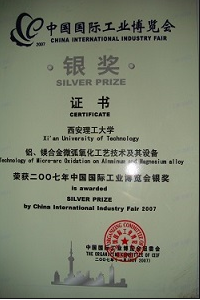 中国国际工业博览会
2007 CHINA INTERNATIONAL INDUSTRY FAIR
·银奖·
SILVER PRIZE
证书
CERTIFICATE
西安理工大学
Xi'an University of Technology
铝、镁合金微弧氧化工艺技术及其设备
Technology of Micro-arc Oxidation on Aluminum and Magnesium alloy
荣获二〇〇七年中国国际工业博览会银奖
is awarded
SILVER PRIZE
by China International Industry Fair 2007
中国国际工业博览会组委会
THE ORGANIZING COMMITTEE OF CIIF